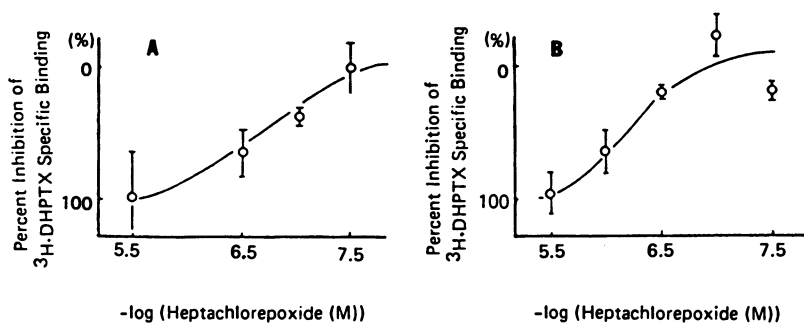 (%)
A
0
100
Percent Inhibition of
³H·DHPTX Specific Binding
5.5
6.5
7.5
-log (Heptachlorepoxide (M))
(%)
B
0
100
Percent Inhibition of
³H·DHPTX Specific Binding
5.5
6.5
7.5
-log (Heptachlorepoxide (M))